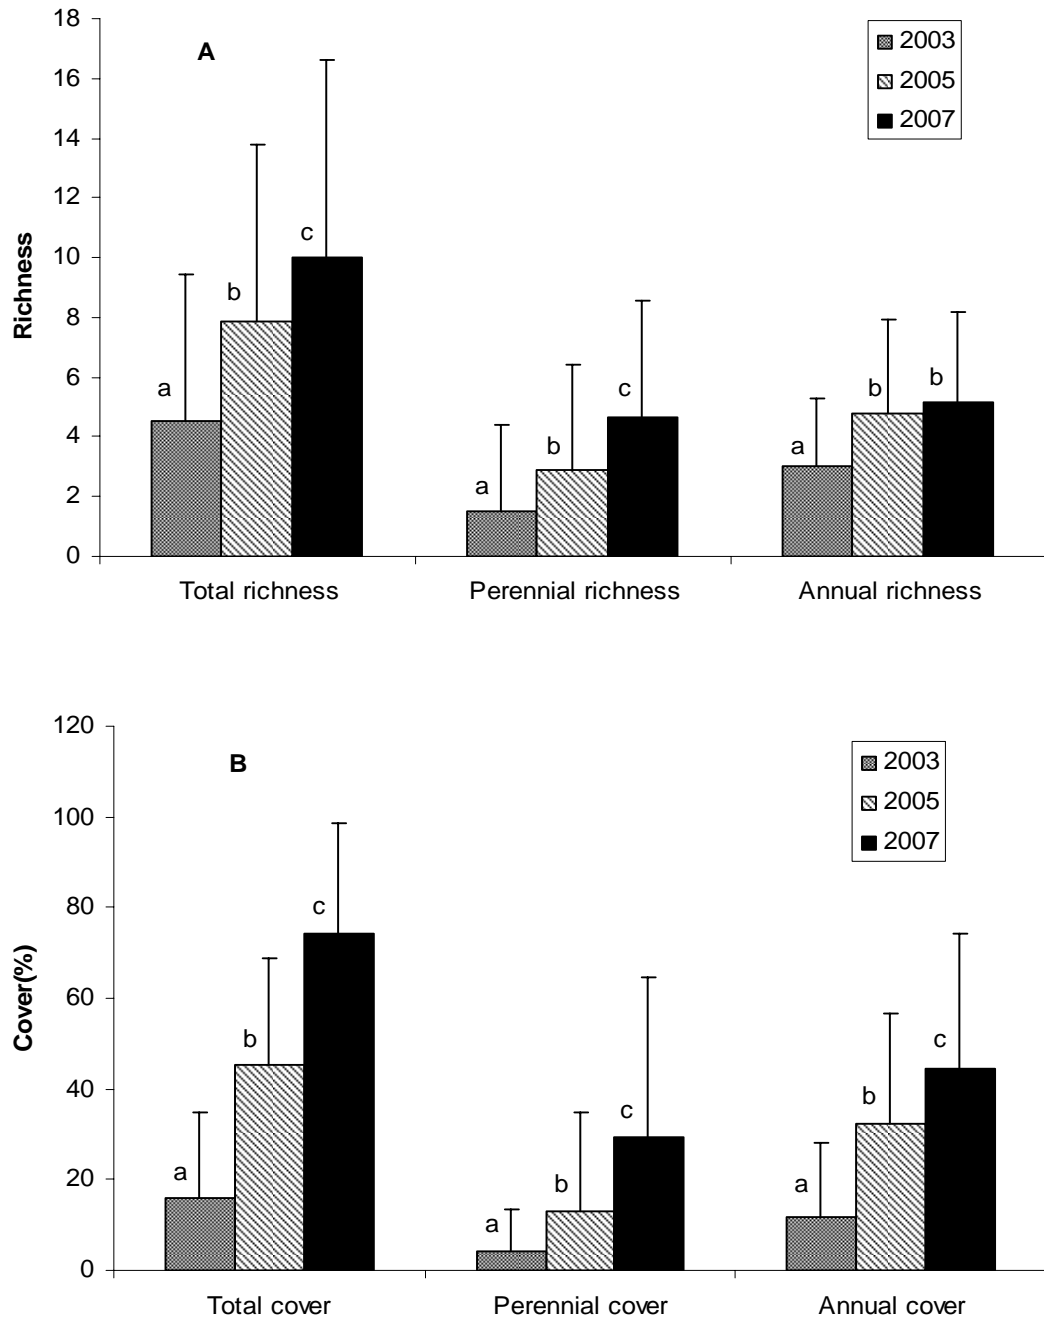 18
16
14
12
10
8
6
4
2
0
Richness
A
2003
2005
2007
a
b
c
a
b
c
a
b
b
Total richness
Perennial richness
Annual richness
120
100
80
60
40
20
0
Cover(%)
B
2003
2005
2007
a
b
c
a
b
c
a
b
c
Total cover
Perennial cover
Annual cover